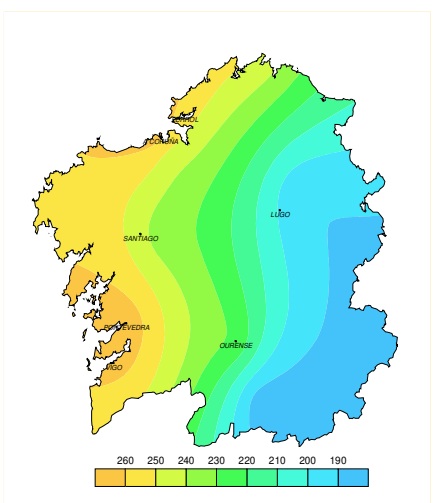 FERROL
A CORUÑA
LUGO
SANTIAGO
PONTEVEDRA
OURENSE
VIGO
260 250 240 230 220 210 200 190